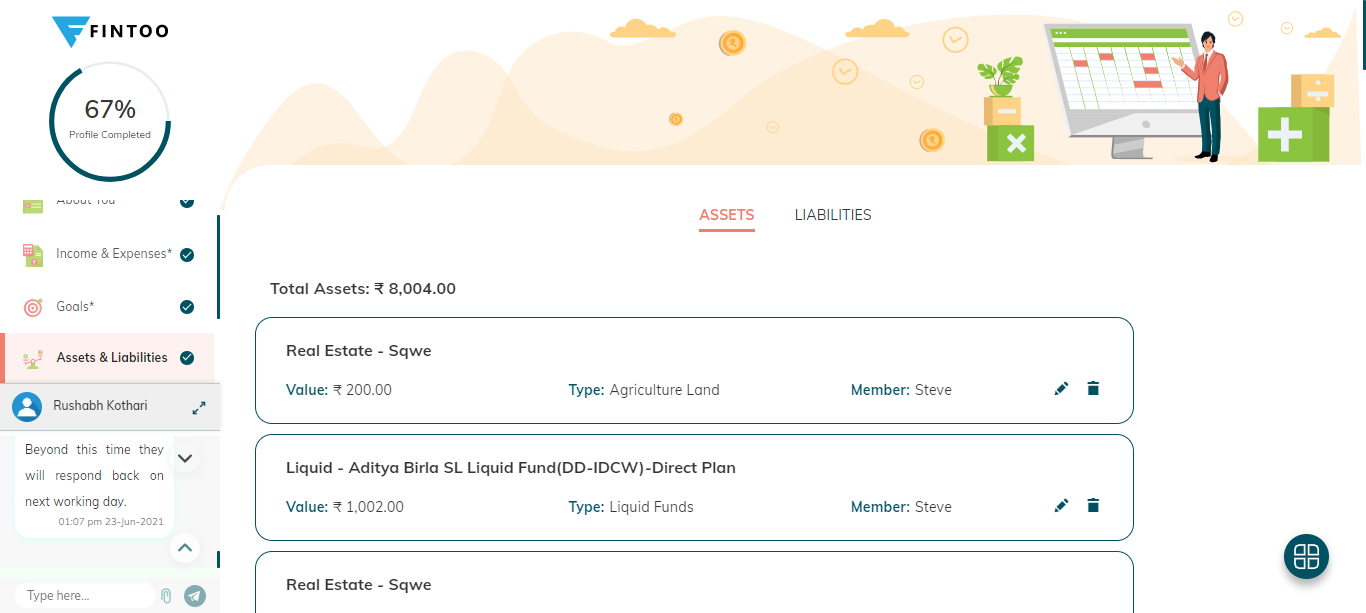 FINTOO
67%
Profile Completed
About You
Income & Expenses*
Goals*
Assets & Liabilities
Rushabh Kothari
Beyond this time they
will respond back on
next working day.
01:07 pm 23-Jun-2021
Type here...
ASSETS LIABILITIES
Total Assets: ₹ 8,004.00
Real Estate - Sqwe
Value: ₹ 200.00 Type: Agriculture Land Member: Steve
Liquid - Aditya Birla SL Liquid Fund(DD-IDCW)-Direct Plan
Value: ₹ 1,002.00 Type: Liquid Funds Member: Steve
Real Estate - Sqwe